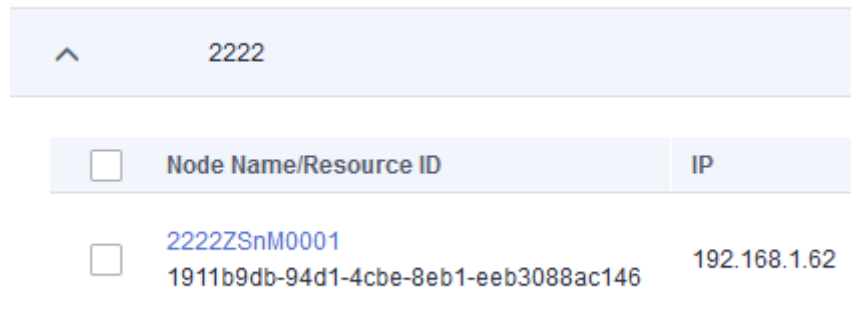 2222
Node Name/Resource ID IP
2222ZSnM0001
1911b9db-94d1-4cbe-8eb1-eeb3088ac146 192.168.1.62